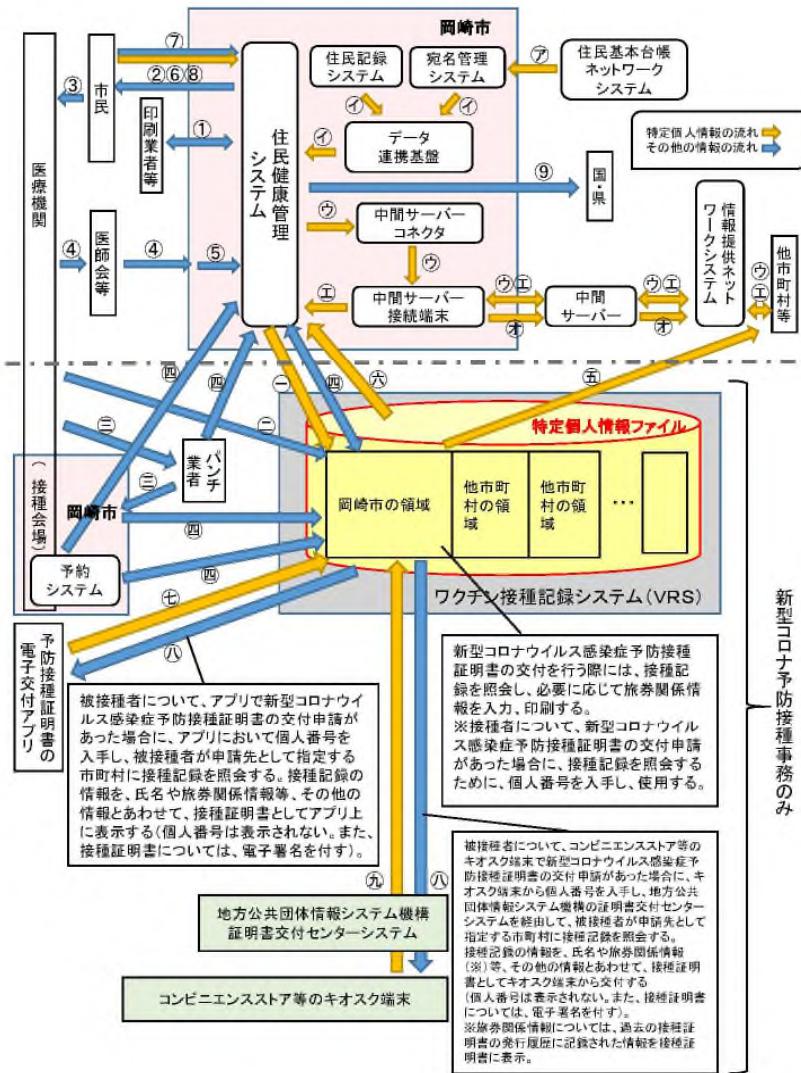 岡崎市
⑦
②⑥⑧
③
市民
印刷業者等
①
医療機関
住民健康管理システム
住民記録
システム
宛名管理
システム
㋐
住民基本台帳
ネットワーク
システム
㋑
㋑
㋑
データ
連携基盤
特定個人情報の流れ
その他の情報の流れ
⑨
国・県
④
医師会等
④
⑤
㋒
中間サーバー
コネクタ
㋒
㋓
中間サーバー
接続端末
㋒㋓
㋔
中間
サーバー
㋒㋓
㋔
情報提供ネット
ワークシステム
㋒
㋓
他市町村等
㊃
㊃
㊀
㊃
㊅
㊄
㊁
㊂
パンチ
業者
㊂
(接種会場)
岡崎市
㊃
㊃
予約
システム
特定個人情報ファイル
岡崎市の領域
他市町
村の領
域
他市町
村の領
域
…
ワクチン接種記録システム(VRS)
㊆
㊇
予防接種証明書の
電子交付アプリ
被接種者について、アプリで新型コロナウイ
ルス感染症予防接種証明書の交付申請
があった場合に、アプリにおいて個人番号を
入手し、被接種者が申請先として指定する
市町村に接種記録を照会する。接種記録の
情報を、氏名や旅券関係情報等、その他の
情報とあわせて、接種証明書としてアプリ上
に表示する(個人番号は表示されない。また、
接種証明書については、電子署名を付す)。
新型コロナウイルス感染症予防接種
証明書の交付を行う際には、接種記
録を照会し、必要に応じて旅券関係情
報を入力、印刷する。
※接種者について、新型コロナウイル
ス感染症予防接種証明書の交付申請
があった場合に、接種記録を照会する
ために、個人番号を入手し、使用する。
新型コロナ予防接種事務のみ
㊈
㊇
地方公共団体情報システム機構
証明書交付センターシステム
コンビニエンスストア等のキオスク端末
被接種者について、コンビニエンスストア等の
キオスク端末で新型コロナウイルス感染症予
防接種証明書の交付申請があった場合に、キ
オスク端末から個人番号を入手し、地方公共
団体情報システム機構の証明書交付センター
システムを経由して、被接種者が申請先として
指定する市町村に接種記録を照会する。
接種記録の情報を、氏名や旅券関係情報
(※)等、その他の情報とあわせて、接種証明
書としてキオスク端末から交付する
(個人番号は表示されない。また、接種証明書
については、電子署名を付す)。
※旅券関係情報については、過去の接種証
明書の発行履歴に記録された情報を接種証
明書に表示。